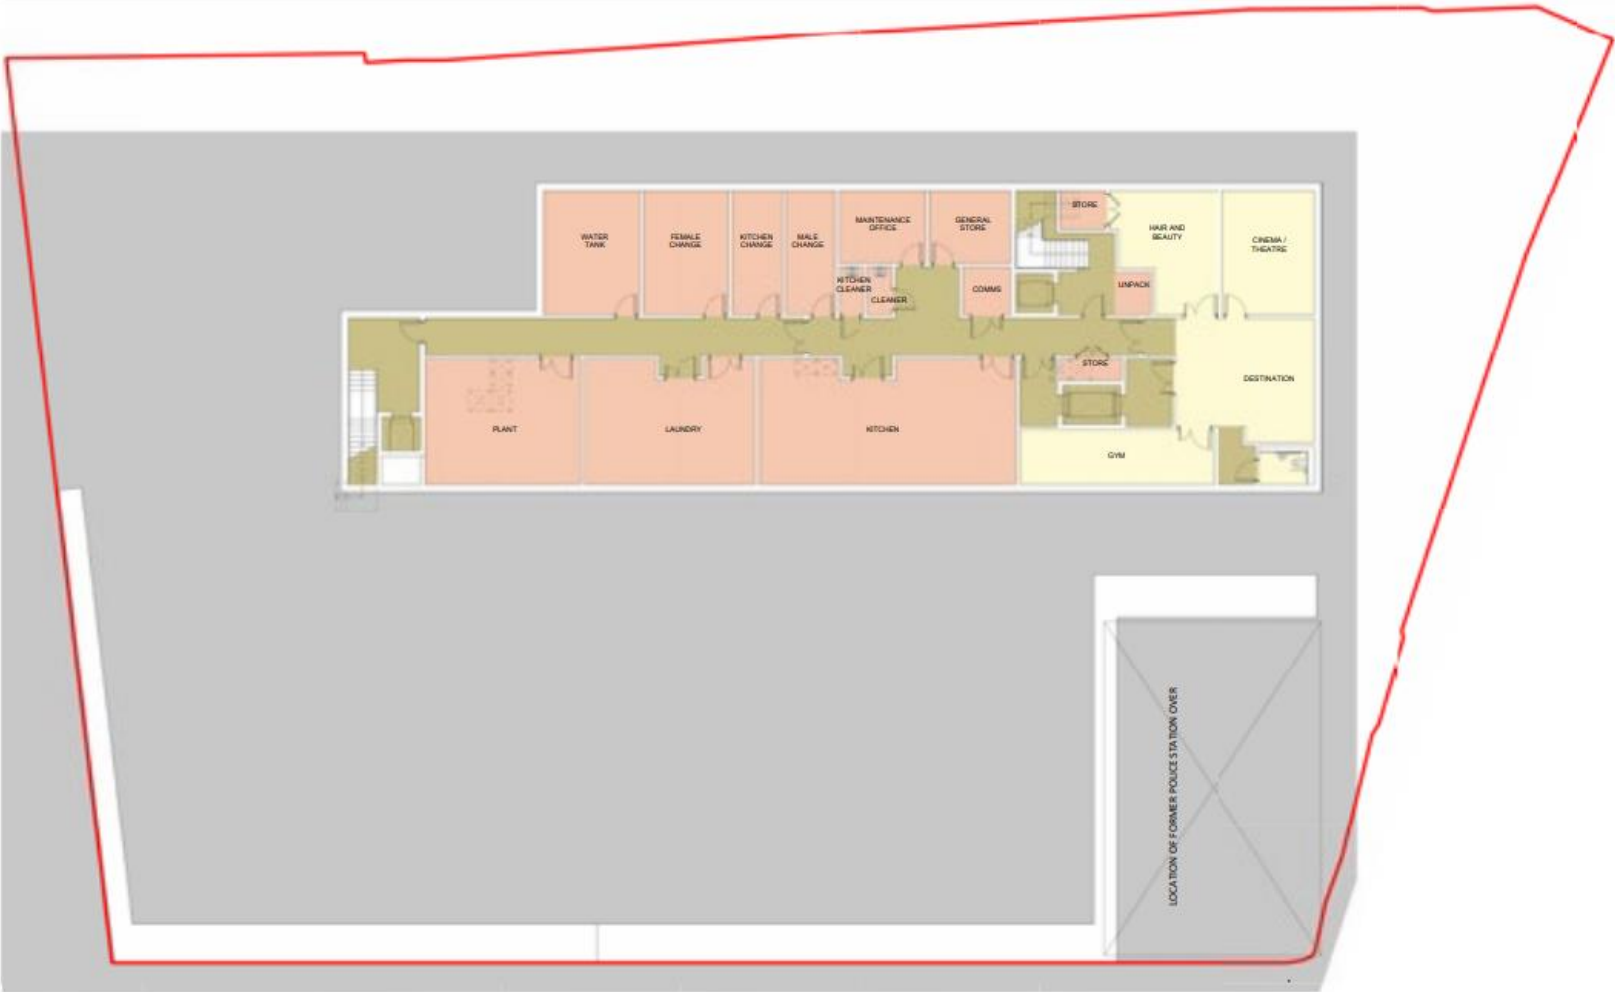 WATER
TANK
FEMALE
CHANGE
KITCHEN
CHANGE
MALE
CHANGE
MAINTENANCE
OFFICE
GENERAL
STORE
STORE
HAIR AND
BEAUTY
CINEMA /
THEATRE
KITCHEN
CLEANER
CLEANER
COMMS
UNPACK
STORE
DESTINATION
PLANT
LAUNDRY
KITCHEN
GYM
LOCATION OF FORMER POLICE STATION OVER